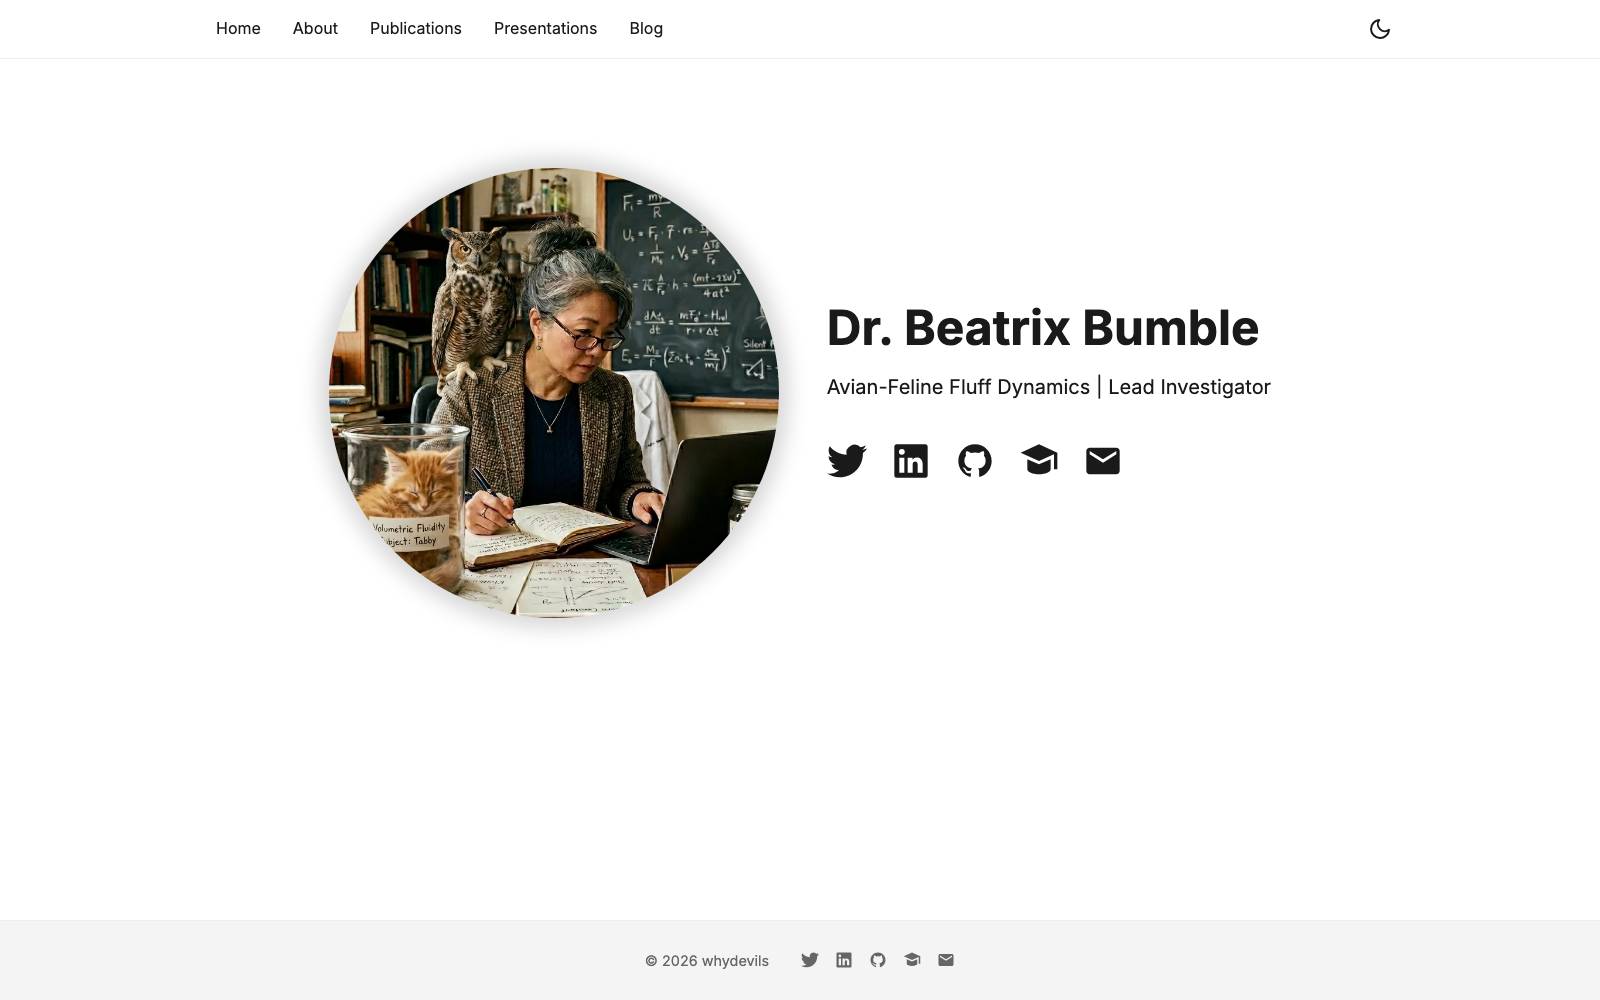 Home
About
Publications
Presentations
Blog
Volumetric Fluidity
Subject: Tabby
Silent
Dr. Beatrix Bumble
Avian-Feline Fluff Dynamics | Lead Investigator
© 2026 whydevils